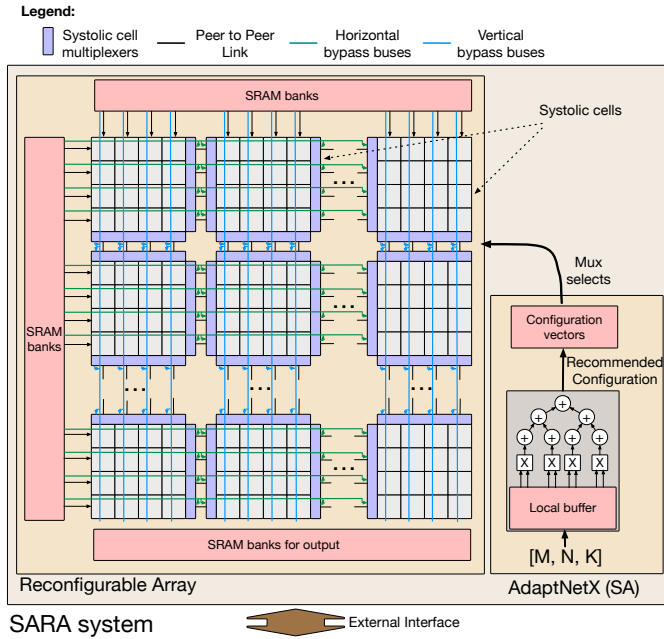 Legend:
Systolic cell
multiplexers
Peer to Peer
Link
Horizontal
bypass buses
Vertical
bypass buses
SRAM banks
Systolic cells
SRAM
banks
...
...
... ... ...
...
Mux
selects
Configuration
vectors
Recommended
Configuration
+
+ +
+ + + +
X X X X
Local buffer
SRAM banks for output
[M, N, K]
Reconfigurable Array
AdaptNetX (SA)
SARA system
External Interface